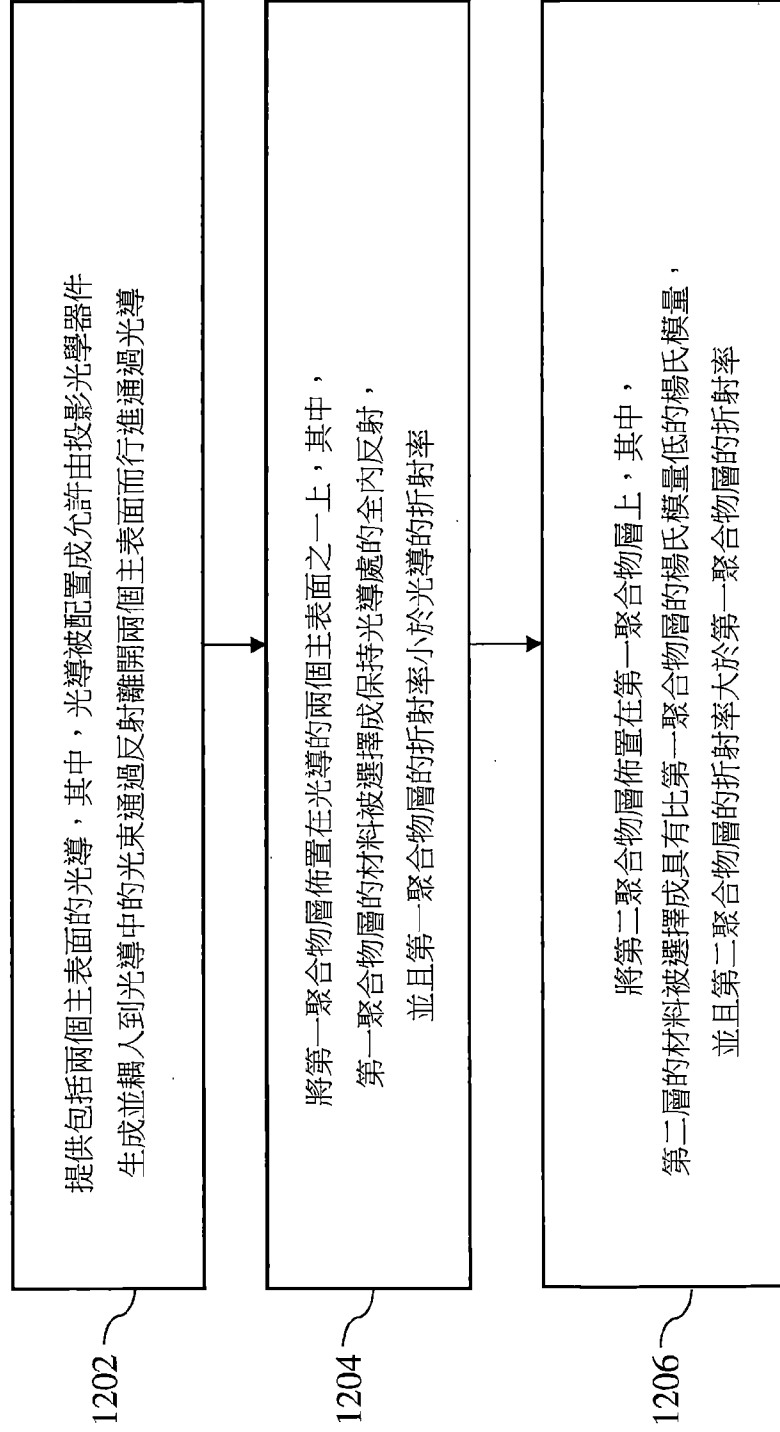 1202
提供包括兩個主表面的光導，其中，光導被配置成允許由投影光學器件
生成並耦入到光導中的光束通過反射離開兩個主表面而行進通過光導
1204
將第一聚合物層佈置在光導的兩個主表面之一上，其中，
第一聚合物層的材料被選擇成保持光導處的全內反射，
並且第一聚合物層的折射率小於光導的折射率
1206
將第二聚合物層佈置在第一聚合物層上，其中，
第二層的材料被選擇成具有比第一聚合物層的楊氏模量低的楊氏模量，
並且第二聚合物層的折射率大於第一聚合物層的折射率